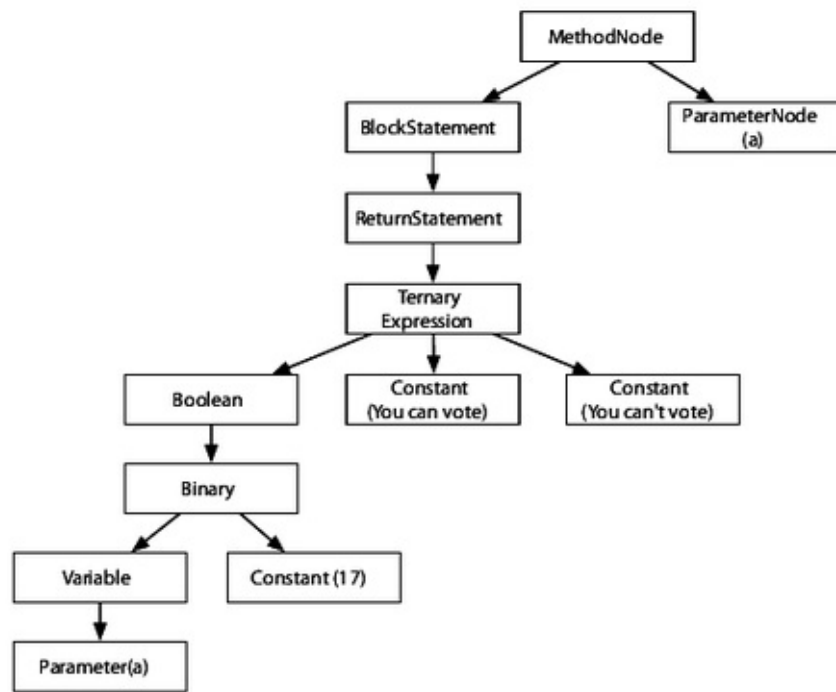 MethodNode
BlockStatement
ParameterNode
(a)
ReturnStatement
Ternary
Expression
Boolean
Constant
(You can vote)
Constant
(You can't vote)
Binary
Variable
Constant (17)
Parameter(a)